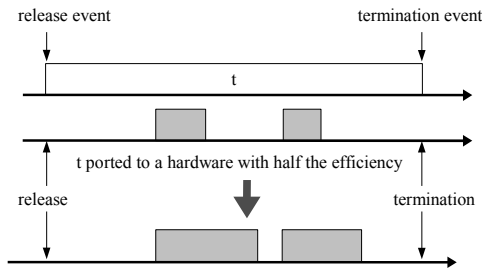 release event
termination event
t
t ported to a hardware with half the efficiency
release
termination